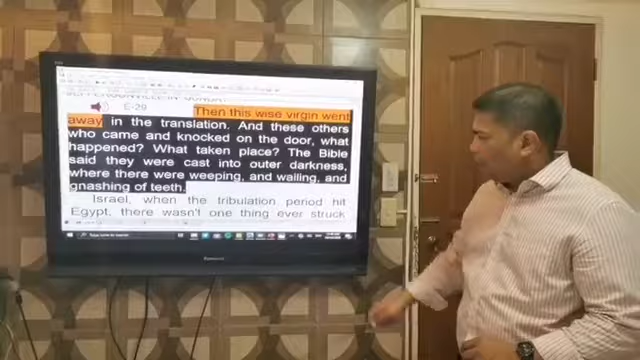 E-29 Then this wise virgin went
away in the translation. And these others
who came and knocked on the door, what
happened? What taken place? The Bible
said they were cast into outer darkness,
where there were weeping, and wailing, and
gnashing of teeth.
Israel, when the tribulation period hit
Egypt, there wasn't one thing ever struck